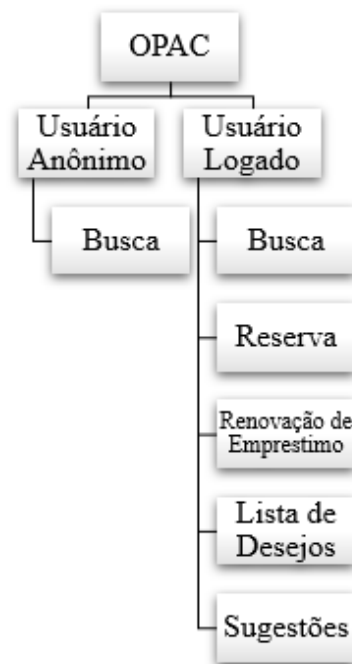 OPAC
Usuário
Anônimo
Busca
Usuário
Logado
Busca
Reserva
Renovação de
Emprestimo
Lista de
Desejos
Sugestões